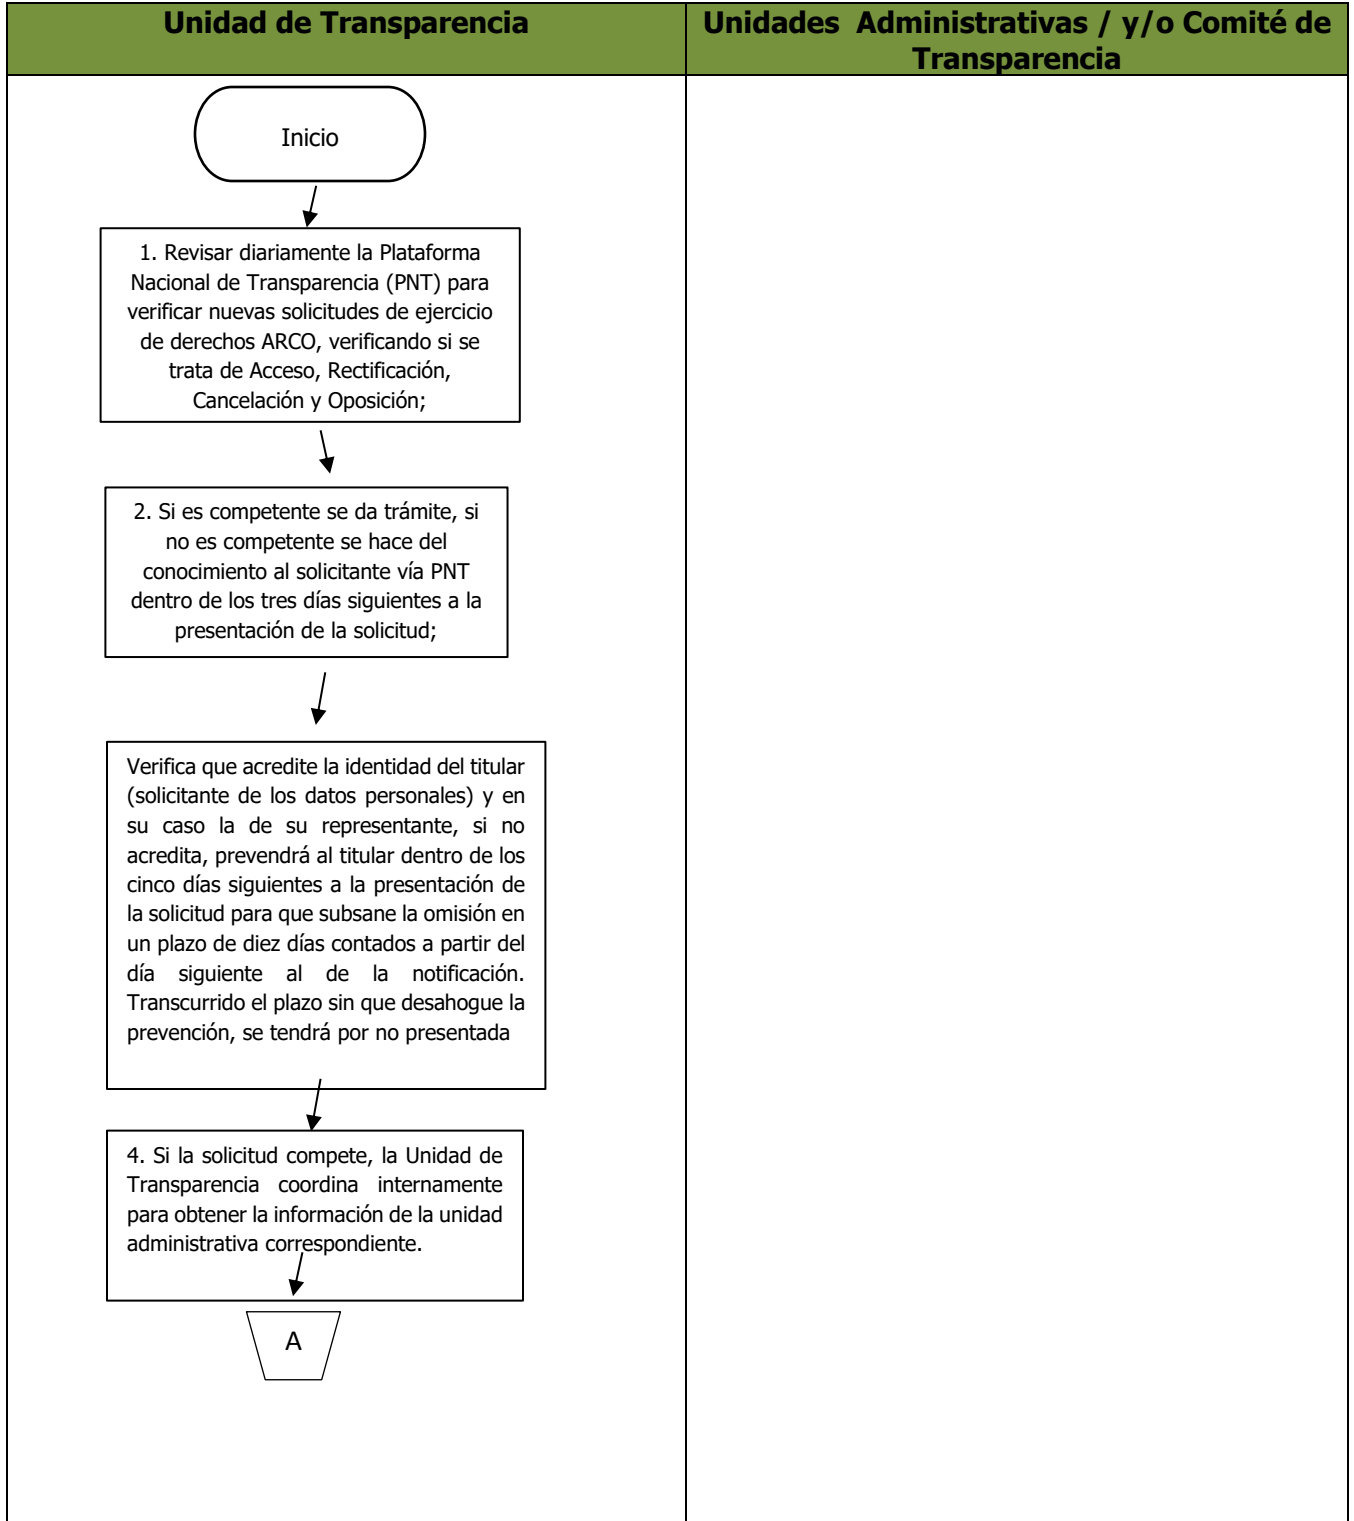 Unidad de Transparencia
Unidades  Administrativas / y/o Comité de
Transparencia
Inicio
1. Revisar diariamente la Plataforma
Nacional de Transparencia (PNT) para
verificar nuevas solicitudes de ejercicio
de derechos ARCO, verificando si se
trata de Acceso, Rectificación,
Cancelación y Oposición;
2. Si es competente se da trámite, si
no es competente se hace del
conocimiento al solicitante vía PNT
dentro de los tres días siguientes a la
presentación de la solicitud;
Verifica que acredite la identidad del titular
(solicitante de los datos personales) y en
su caso la de su representante, si no
acredita, prevendrá al titular dentro de los
cinco días siguientes a la presentación de
la solicitud para que subsane la omisión en
un plazo de diez días contados a partir del
día siguiente al de la notificación.
Transcurrido el plazo sin que desahogue la
prevención, se tendrá por no presentada
4. Si la solicitud compete, la Unidad de
Transparencia coordina internamente
para obtener la información de la unidad
administrativa correspondiente.
A